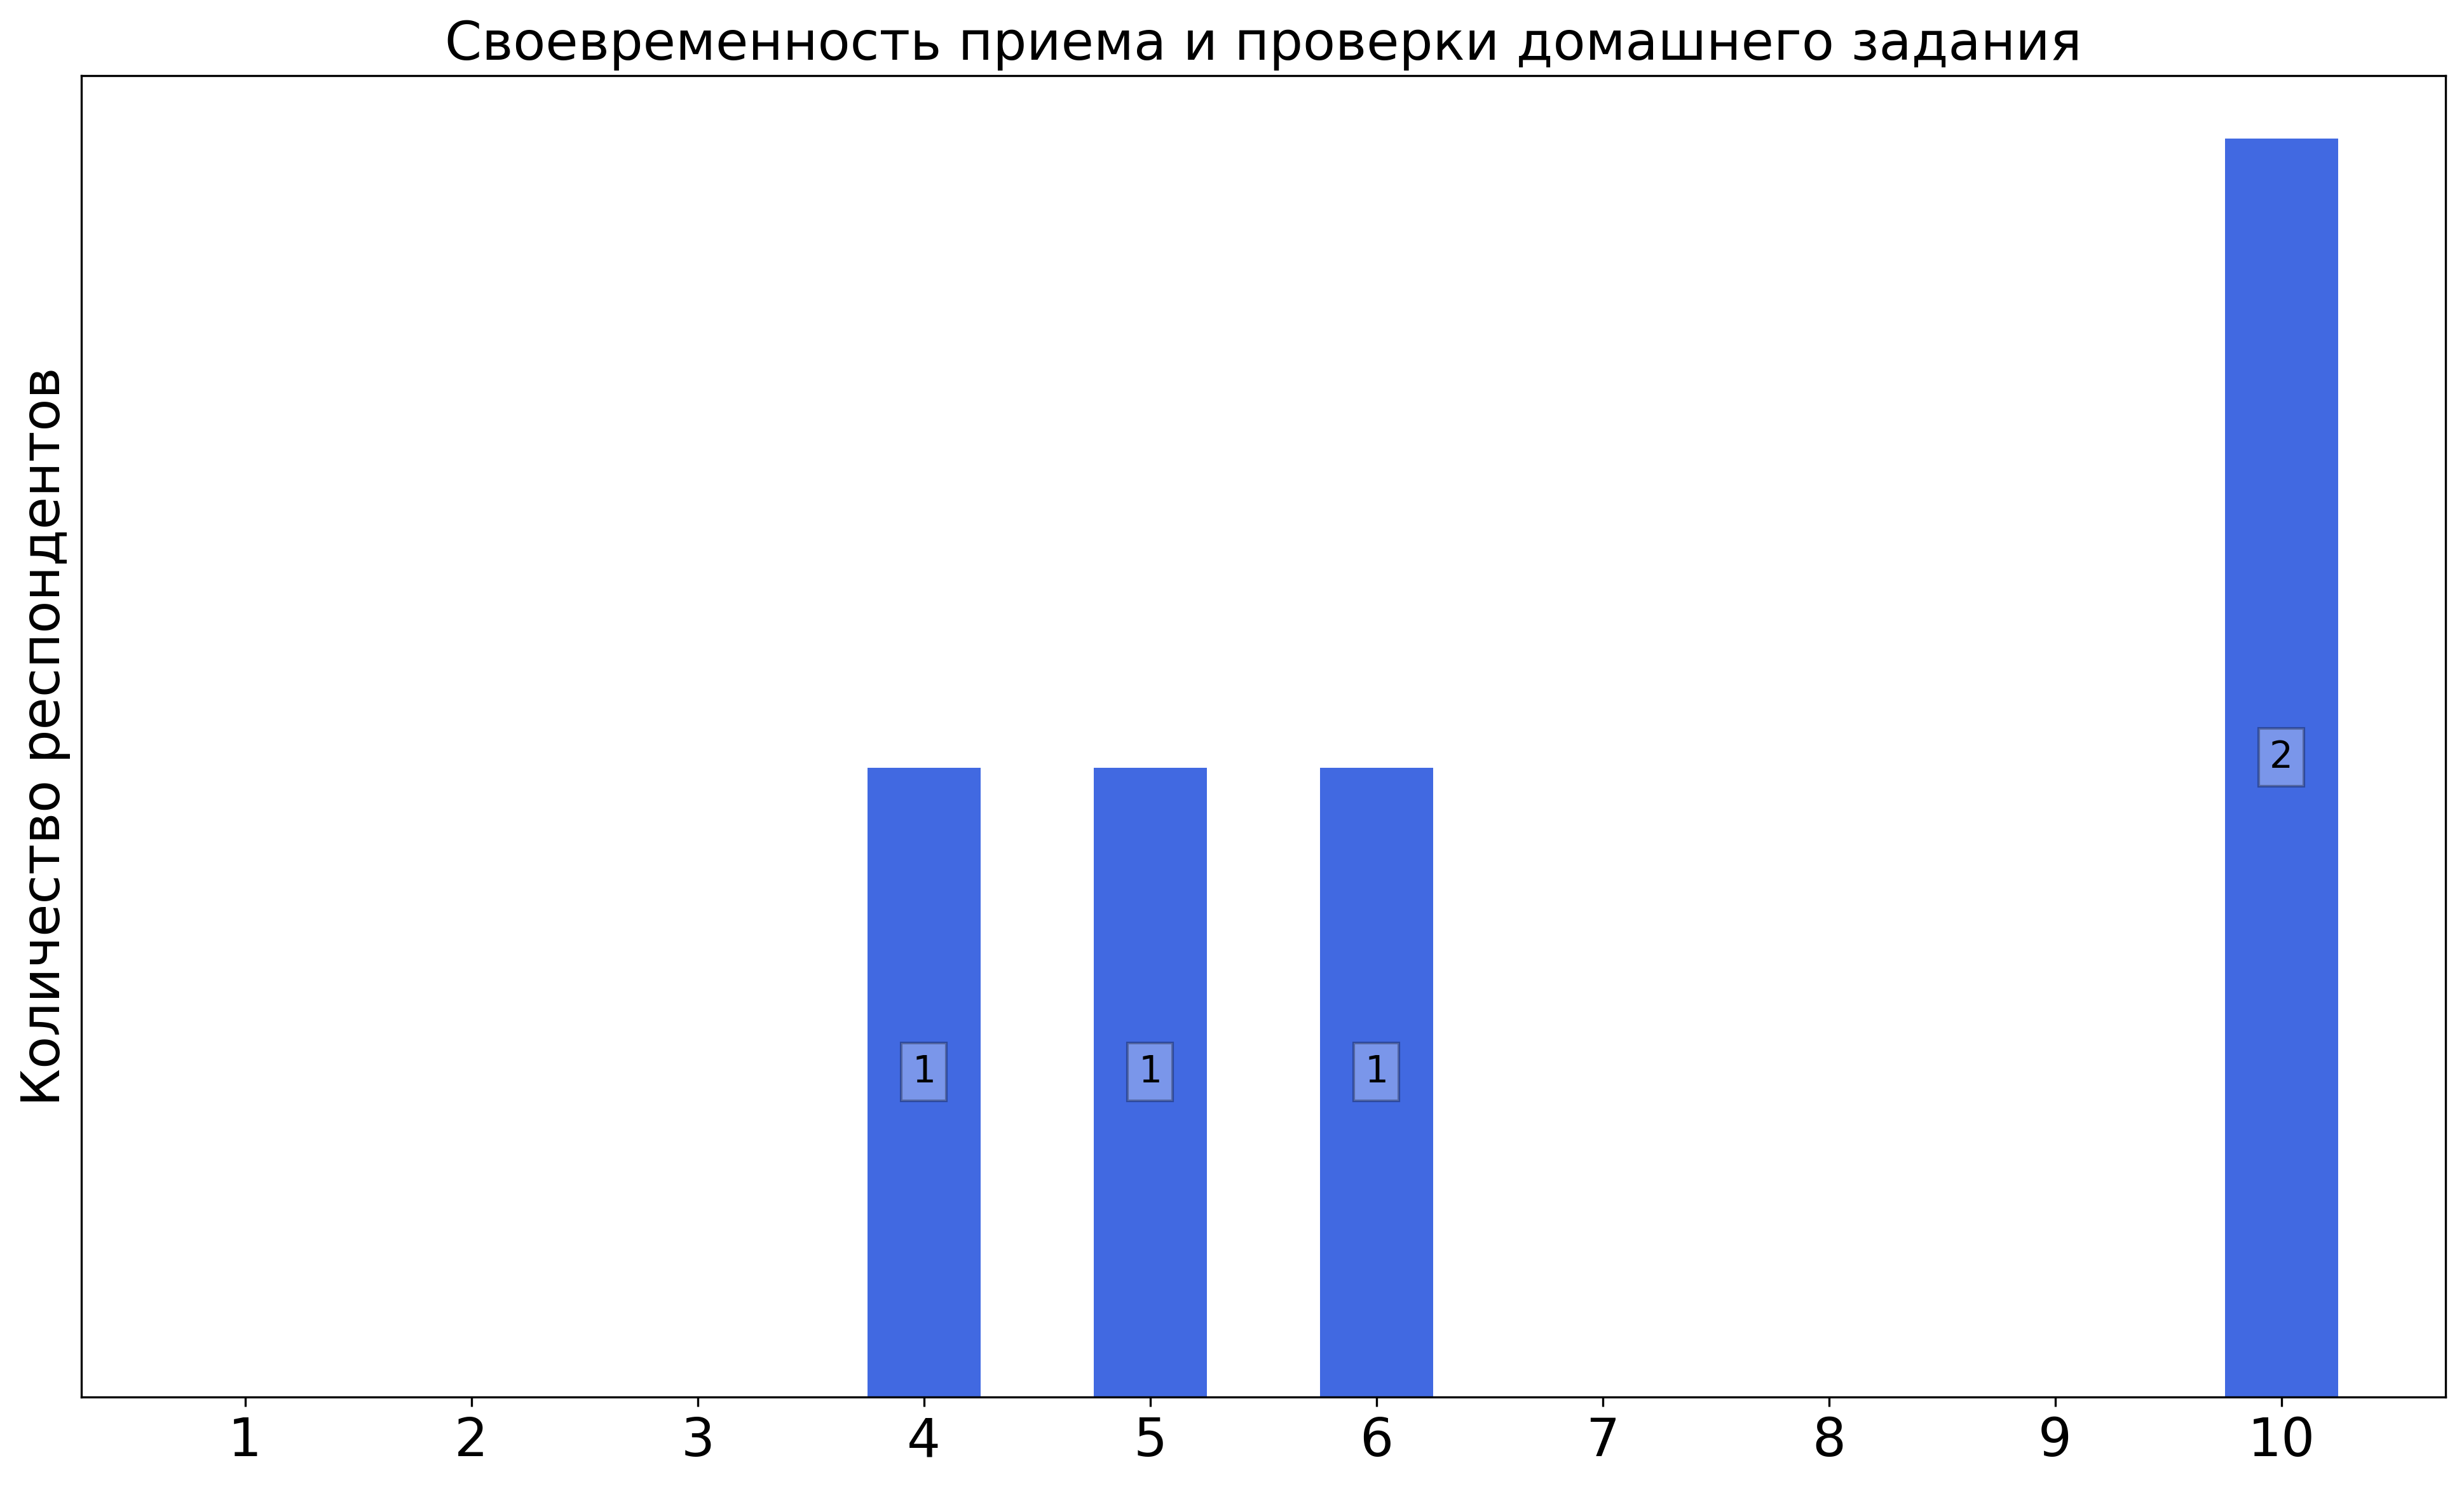 Своевременность приема и проверки домашнего задания
Количество респондентов
2
1 1 1
1 2 3 4 5 6 7 8 9 10